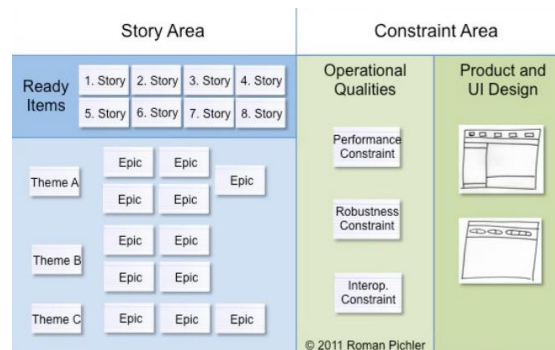 Story Area
Constraint Area
Ready
Items
1. Story
2. Story
3. Story
4. Story
5. Story
6. Story
7. Story
8. Story
Theme A
Epic
Epic
Epic
Epic
Epic
Theme B
Epic
Epic
Epic
Epic
Theme C
Epic
Epic
Epic
Operational
Qualities
Performance
Constraint
Robustness
Constraint
Interop.
Constraint
© 2011 Roman Pichler
Product and
UI Design